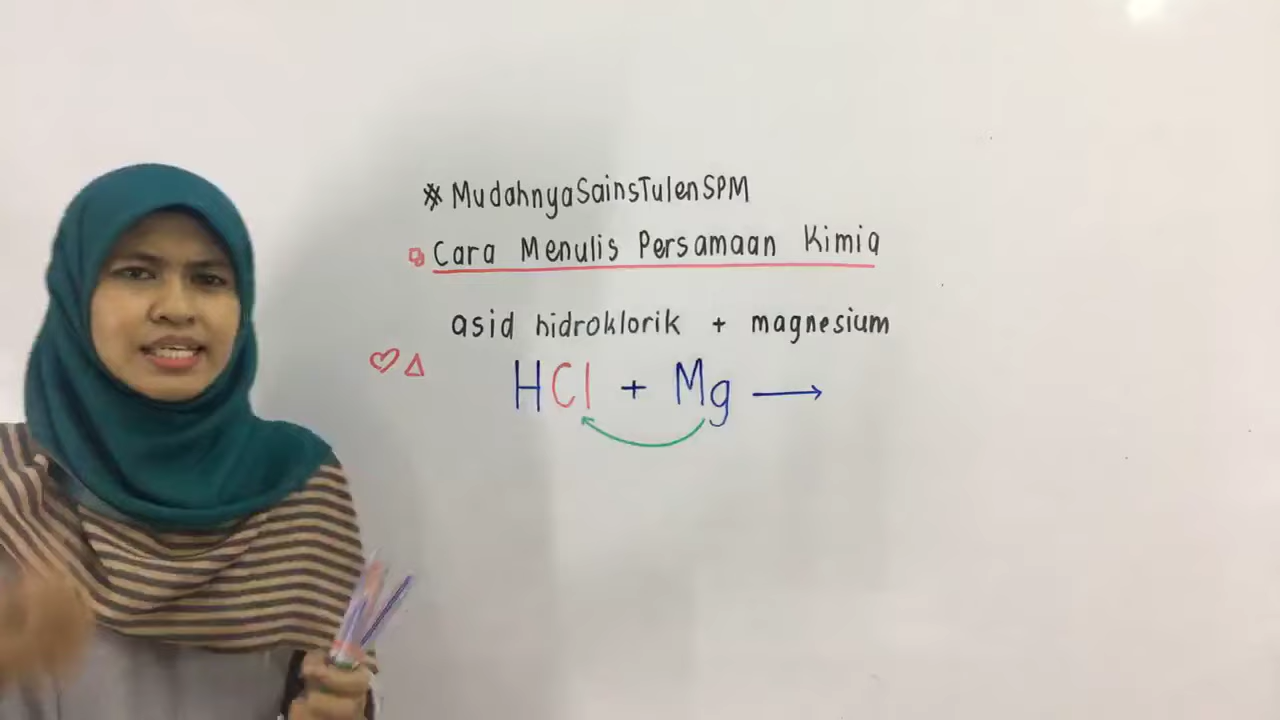 * MudahnyaSainsTulenSPM
Cara Menulis Persamaan Kimia
asid hidroklorik + magnesium
HCl + Mg →